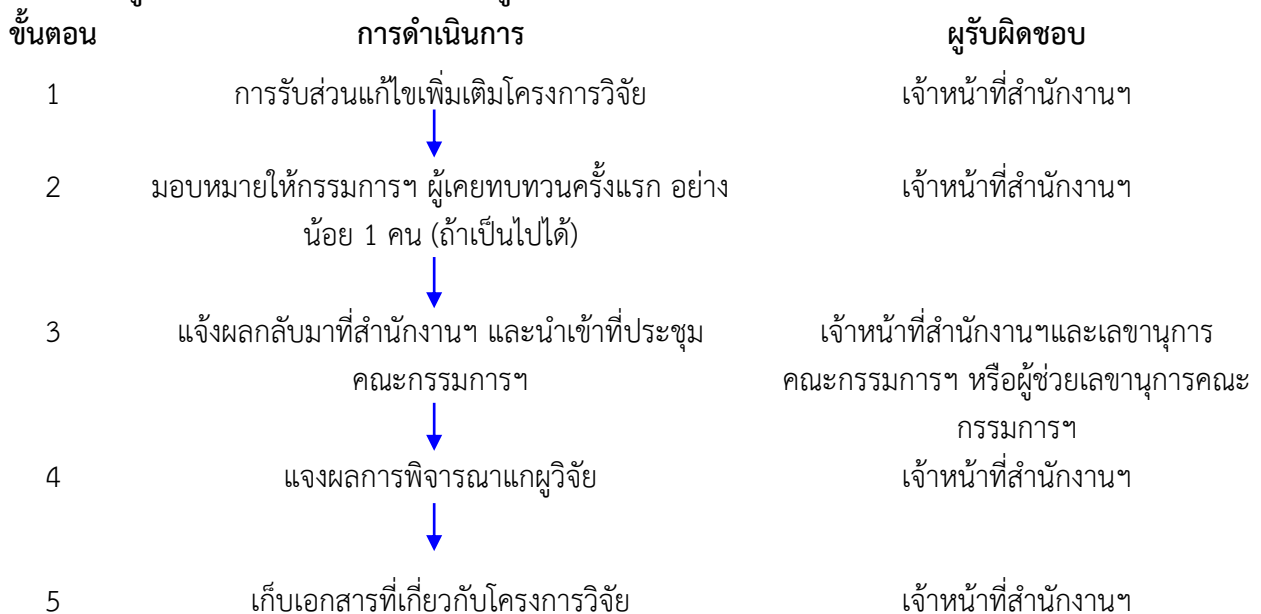 ขั้นตอน การดำเนินการ ผูรับผิดชอบ
1 การรับส่วนแก้ไขเพิ่มเติมโครงการวิจัย เจ้าหน้าที่สำนักงานฯ
2 มอบหมายให้กรรมการฯ ผู้เคยทบทวนครั้งแรก อย่าง เจ้าหน้าที่สำนักงานฯ
น้อย 1 คน (ถ้าเป็นไปได้)
3 แจ้งผลกลับมาที่สำนักงานฯ และนำเข้าที่ประชุม เจ้าหน้าที่สำนักงานฯและเลขานุการ
คณะกรรมการฯ คณะกรรมการฯ หรือผู้ช่วยเลขานุการคณะ
กรรมการฯ
4 แจงผลการพิจารณาแกผูวิจัย เจ้าหน้าที่สำนักงานฯ
5 เก็บเอกสารที่เกี่ยวกับโครงการวิจัย เจ้าหน้าที่สำนักงานฯ